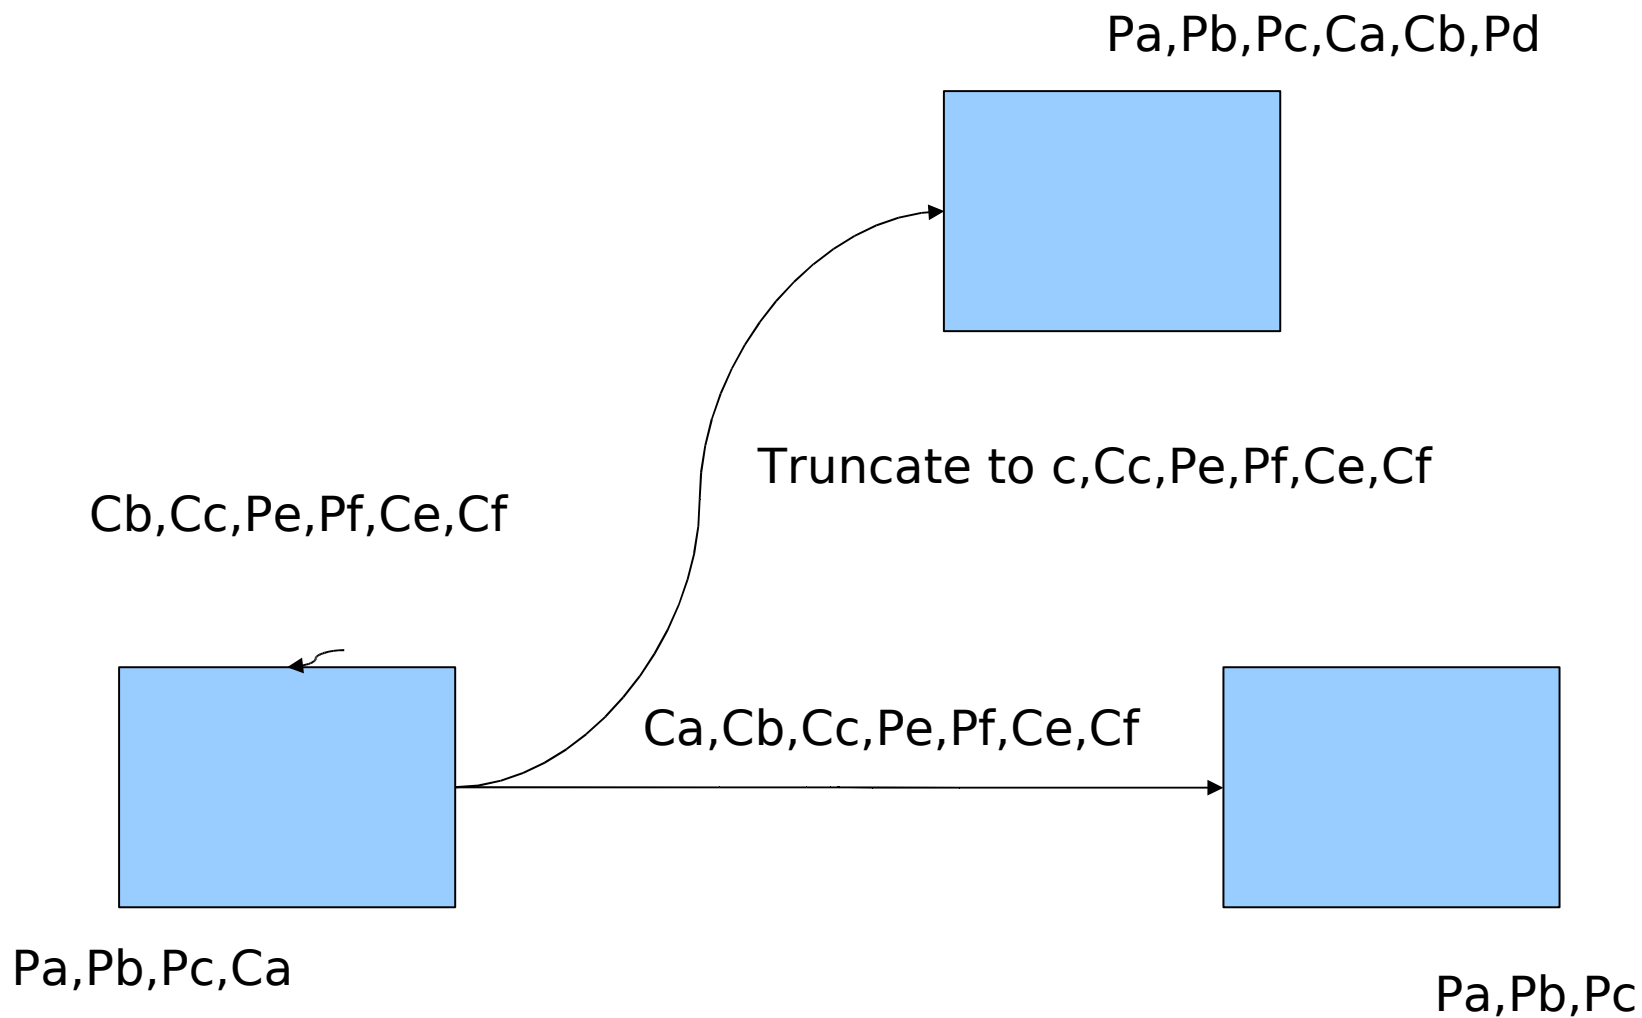 Pa,Pb,Pc,Ca,Cb,Pd
Truncate to c,Cc,Pe,Pf,Ce,Cf
Cb,Cc,Pe,Pf,Ce,Cf
Ca,Cb,Cc,Pe,Pf,Ce,Cf
Pa,Pb,Pc,Ca
Pa,Pb,Pc